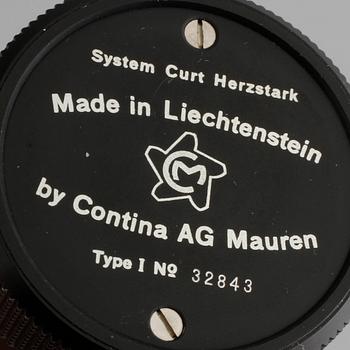 System Curt Herzstark
Made in Liechtenstein
CM
by Contina AG Mauren
Type I Nº 32843